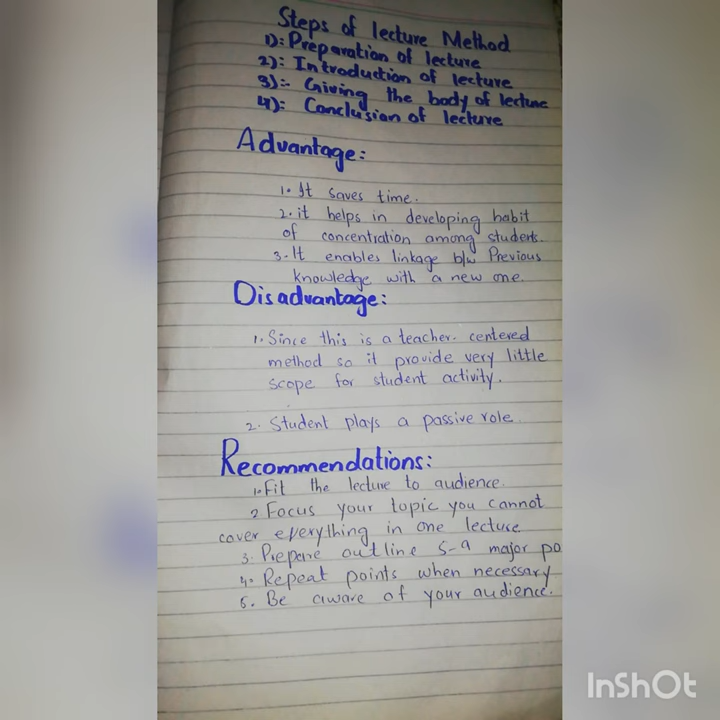 Steps of lecture Method
1):Preparation of lecture
2): Introduction of lecture
3):- Giving the body of lecture
4): Conclusion of lecture
Advantage:
1. It saves time.
2. it helps in developing habit
of concentration among students.
3. It enables linkage b/w Previous
knowledge with a new one.
Disadvantage:
1. Since this is a teacher. centered
method so it provide very little
scope for student activity.
2. Student plays a passive role.
Recommendations:
1. Fit the lecture to audience.
2 Focus your topic you cannot
cover everything in one lecture
3. Prepare outline 5-9 major po
4. Repeat points when necessary
5. Be aware of your audience.
InShOt